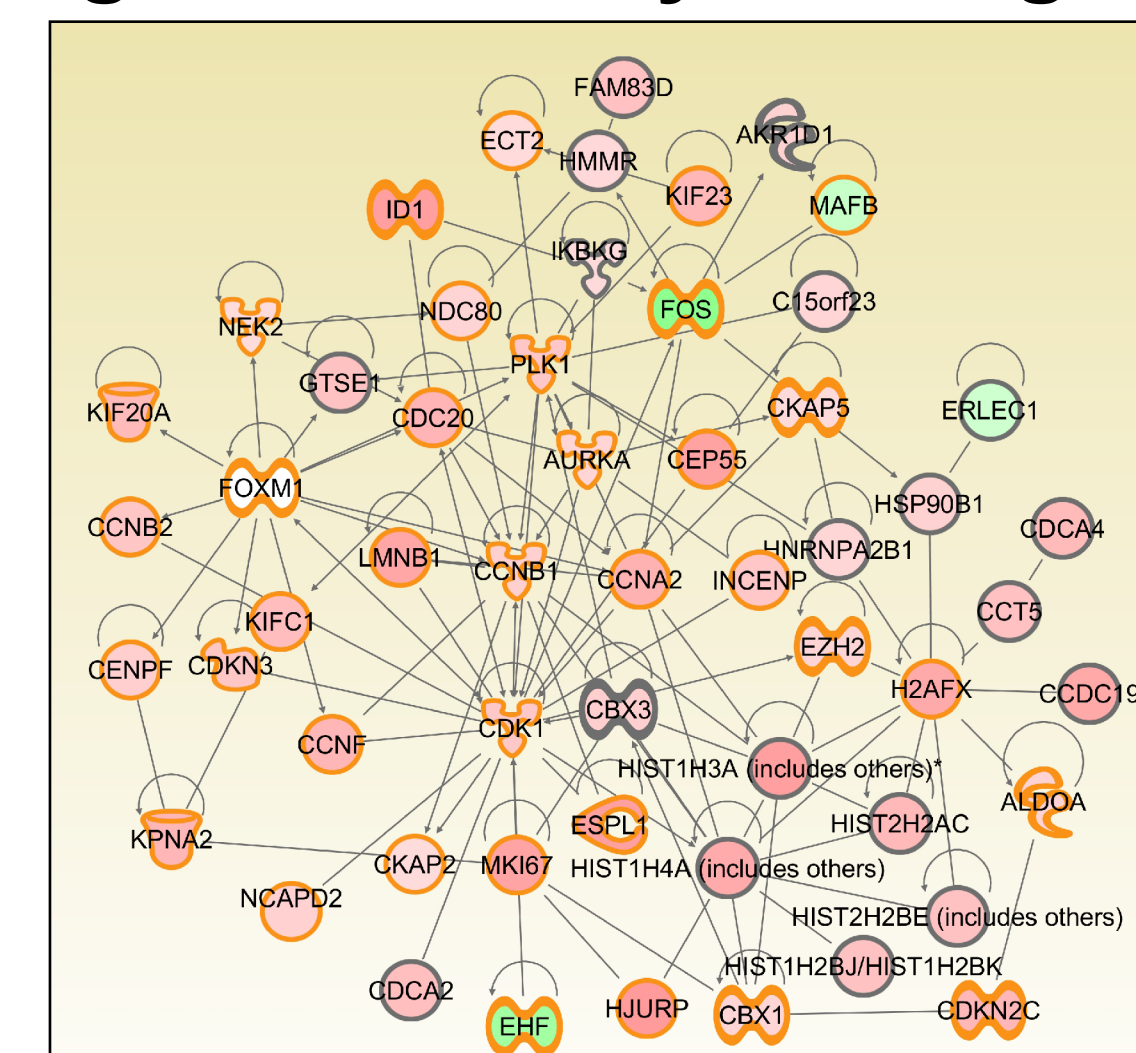 FAM83D
ECT2
AKR1D1
HMMR
KIF23
ID1
MAFB
IKBKG
NDC80
FOS
C15orf23
NEK2
PLK1
GTSE1
KIF20A
CDC20
CKAP5
ERLEC1
AURKA
CEP55
FOXM1
HSP90B1
CCNB2
CDCA4
LMNB1
CCNB1
CCNA2
INCENP
HNRNPA2B1
CCT5
KIFC1
EZH2
CENPF
CDKN3
H2AFX
CCDC19
CBX3
CDK1
CCNF
HIST1H3A (includes others)*
ALDOA
KPNA2
ESPL1
HIST2H2AC
CKAP2
MKI67
HIST1H4A (includes others)
NCAPD2
HIST2H2BE (includes others)
HIST1H2BJ/HIST1H2BK
CDCA2
HJURP
CBX1
CDKN2C
EHF